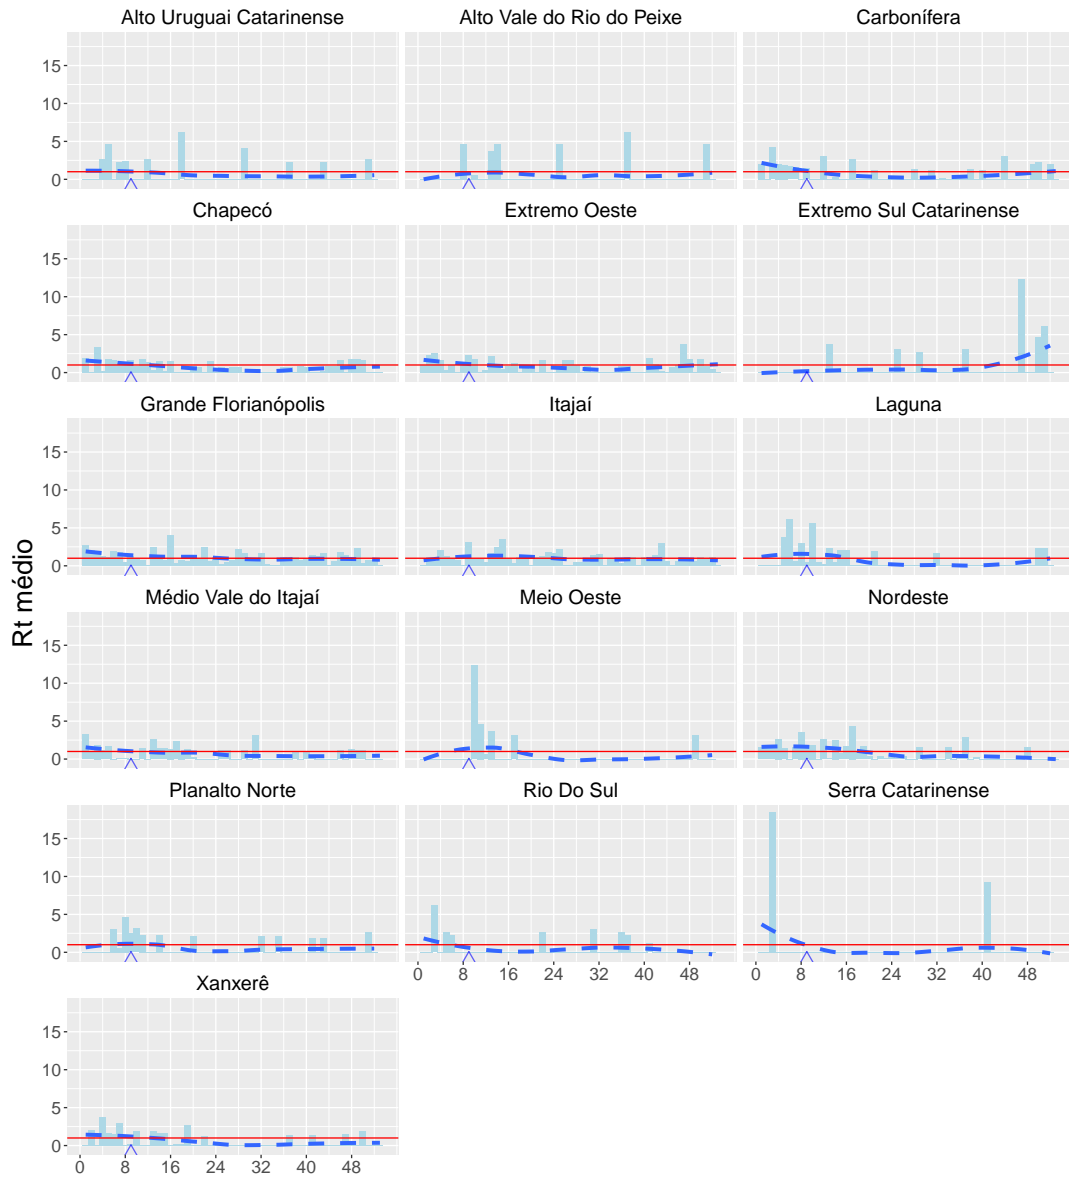 Alto Uruguai Catarinense Alto Vale do Rio do Peixe Carbonífera
15
10
5
0
Chapecó Extremo Oeste Extremo Sul Catarinense
15
10
5
0
Grande Florianópolis Itajaí Laguna
15
10
5
0
Rt médio
Médio Vale do Itajaí Meio Oeste Nordeste
15
10
5
0
Planalto Norte Rio Do Sul Serra Catarinense
15
10
5
0
0 8 16 24 32 40 48 0 8 16 24 32 40 48
Xanxerê
15
10
5
0
0 8 16 24 32 40 48